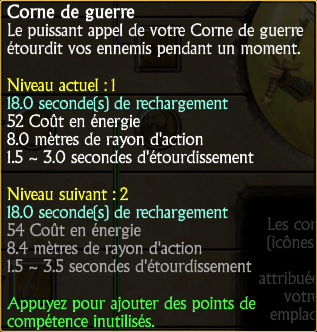 Corne de guerre
Le puissant appel de votre Corne de guerre
étourdit vos ennemis pendant un moment.
Niveau actuel : 1
18.0 seconde(s) de rechargement
52 Coût en énergie
8.0 mètres de rayon d'action
1.5 ~ 3.0 secondes d'étourdissement
Niveau suivant : 2
18.0 seconde(s) de rechargement
54 Coût en énergie
8.4 mètres de rayon d'action
1.5 ~ 3.5 secondes d'étourdissement
Appuyez pour ajouter des points de
compétence inutilisés.
Les co
(icônes
attribuée
votr
emplac